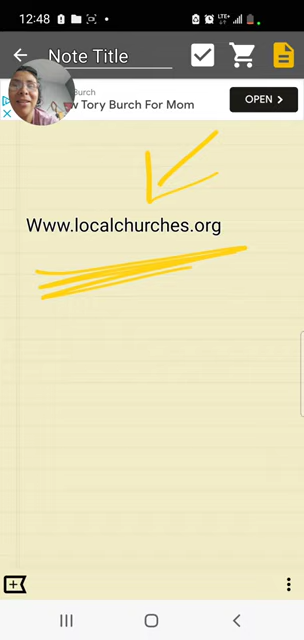 12:48
LTE+
Note Title
Burch
Tory Burch For Mom
OPEN >
Www.localchurches.org